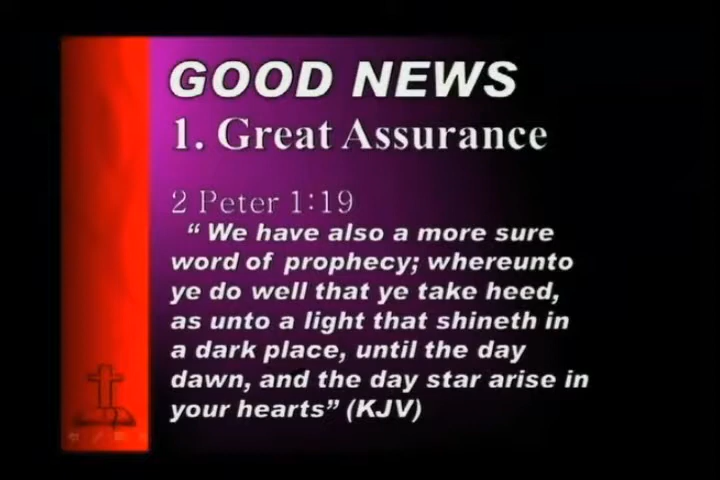 GOOD NEWS
1. Great Assurance
2 Peter 1:19
“ We have also a more sure
word of prophecy; whereunto
ye do well that ye take heed,
as unto a light that shineth in
a dark place, until the day
dawn, and the day star arise in
your hearts” (KJV)